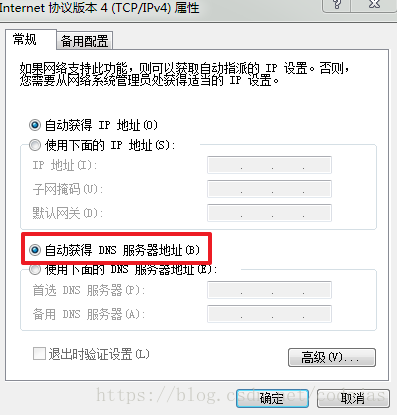 Internet 协议版本 4 (TCP/IPv4) 属性
常规
备用配置
如果网络支持此功能，则可以获取自动指派的 IP 设置。否则，
您需要从网络系统管理员处获得适当的 IP 设置。
自动获得 IP 地址(O)
使用下面的 IP 地址(S):
IP 地址(I):
子网掩码(U):
默认网关(D):
自动获得 DNS 服务器地址(B)
使用下面的 DNS 服务器地址(E):
首选 DNS 服务器(P):
备用 DNS 服务器(A):
退出时验证设置(L)
高级(V)...
确定
取消